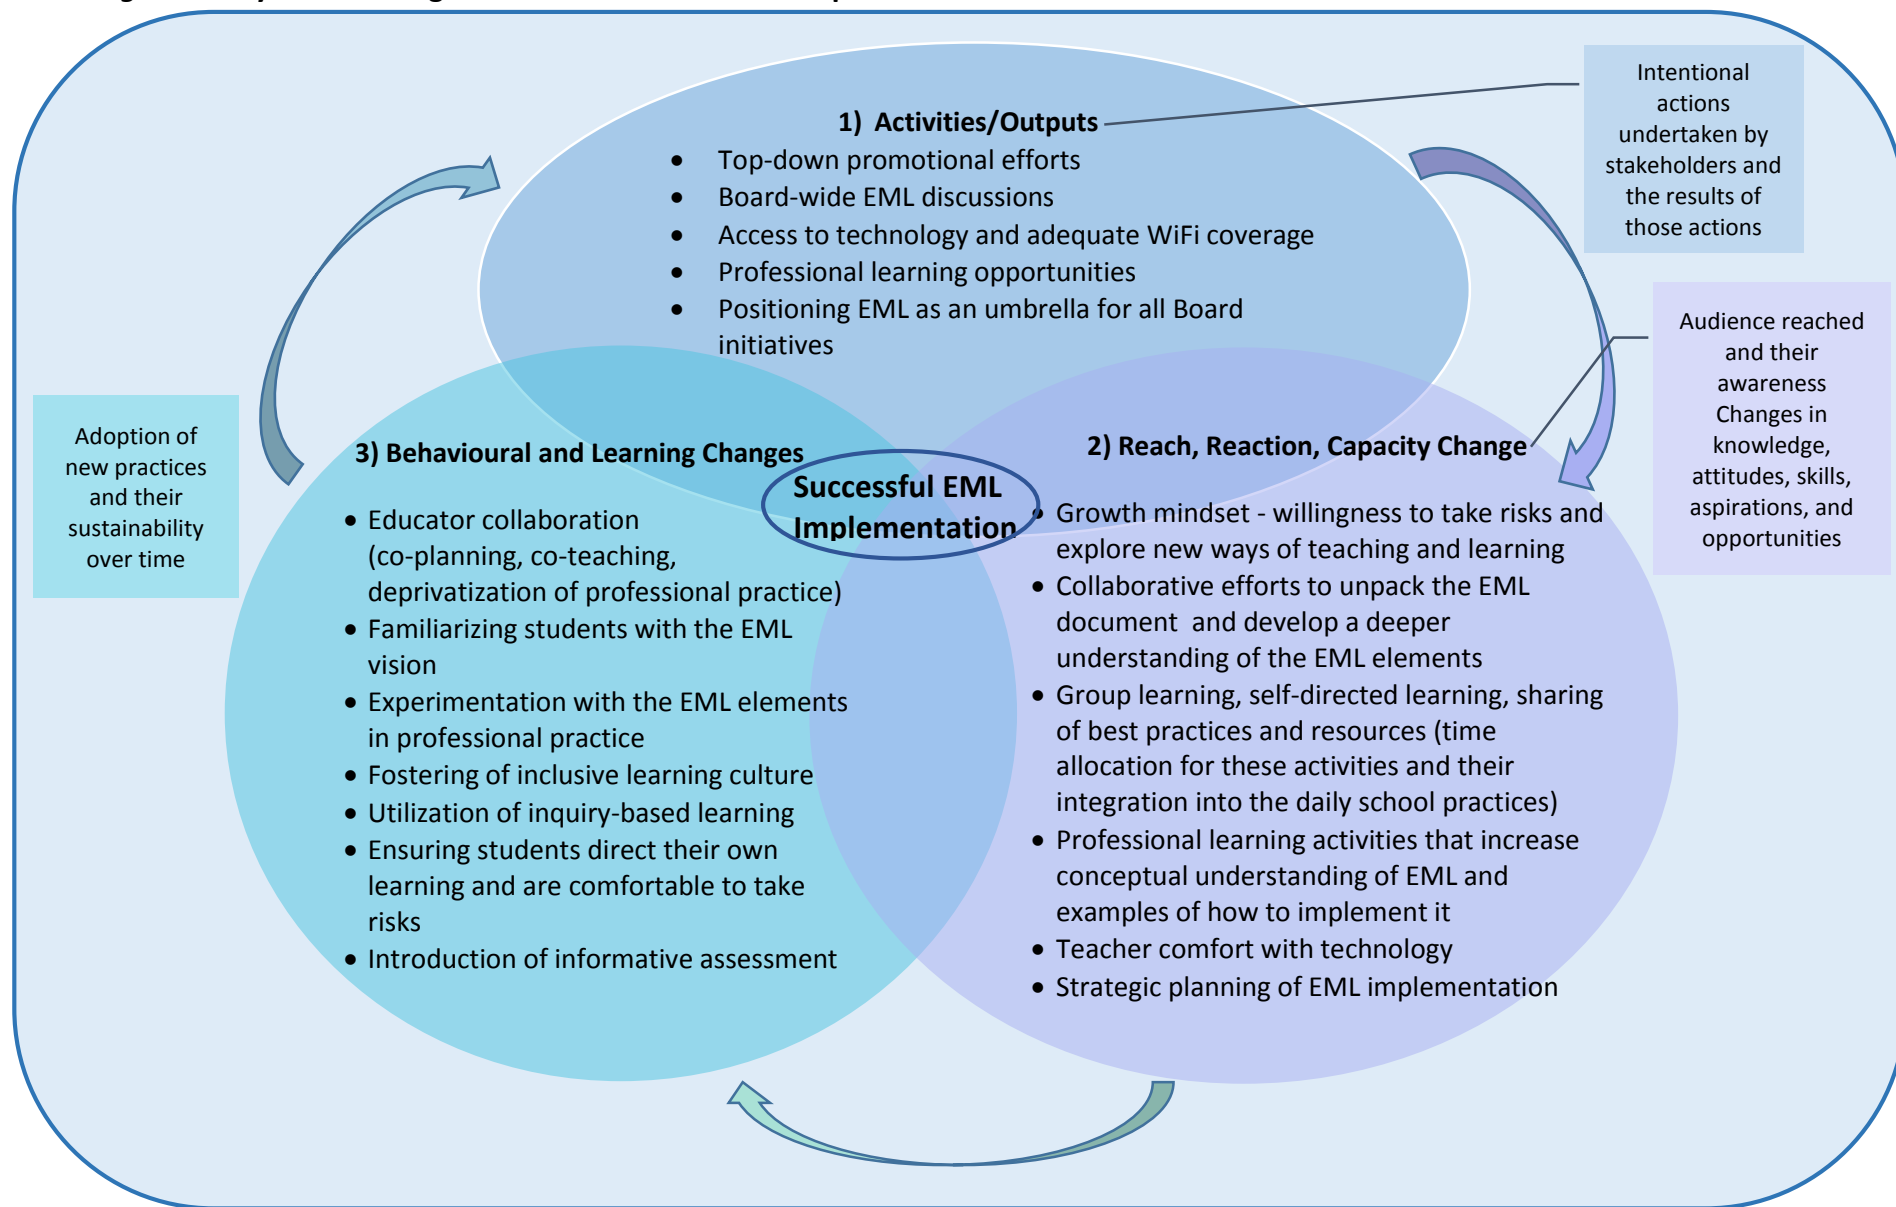 1) Activities/Outputs
• Top-down promotional efforts
• Board-wide EML discussions
• Access to technology and adequate WiFi coverage
• Professional learning opportunities
• Positioning EML as an umbrella for all Board
initiatives
Intentional
actions
undertaken by
stakeholders and
the results of
those actions
Audience reached
and their
awareness
Changes in
knowledge,
attitudes, skills,
aspirations, and
opportunities
2) Reach, Reaction, Capacity Change
• Growth mindset - willingness to take risks and
explore new ways of teaching and learning
• Collaborative efforts to unpack the EML
document and develop a deeper
understanding of the EML elements
• Group learning, self-directed learning, sharing
of best practices and resources (time
allocation for these activities and their
integration into the daily school practices)
• Professional learning activities that increase
conceptual understanding of EML and
examples of how to implement it
• Teacher comfort with technology
• Strategic planning of EML implementation
Successful EML
Implementation
3) Behavioural and Learning Changes
• Educator collaboration
(co-planning, co-teaching,
deprivatization of professional practice)
• Familiarizing students with the EML
vision
• Experimentation with the EML elements
in professional practice
• Fostering of inclusive learning culture
• Utilization of inquiry-based learning
• Ensuring students direct their own
learning and are comfortable to take
risks
• Introduction of informative assessment
Adoption of
new practices
and their
sustainability
over time